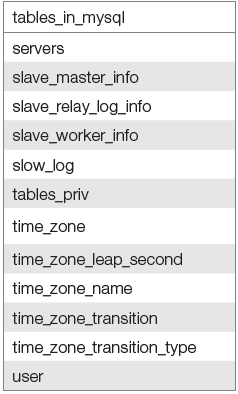 tables_in_mysql
servers
slave_master_info
slave_relay_log_info
slave_worker_info
slow_log
tables_priv
time_zone
time_zone_leap_second
time_zone_name
time_zone_transition
time_zone_transition_type
user